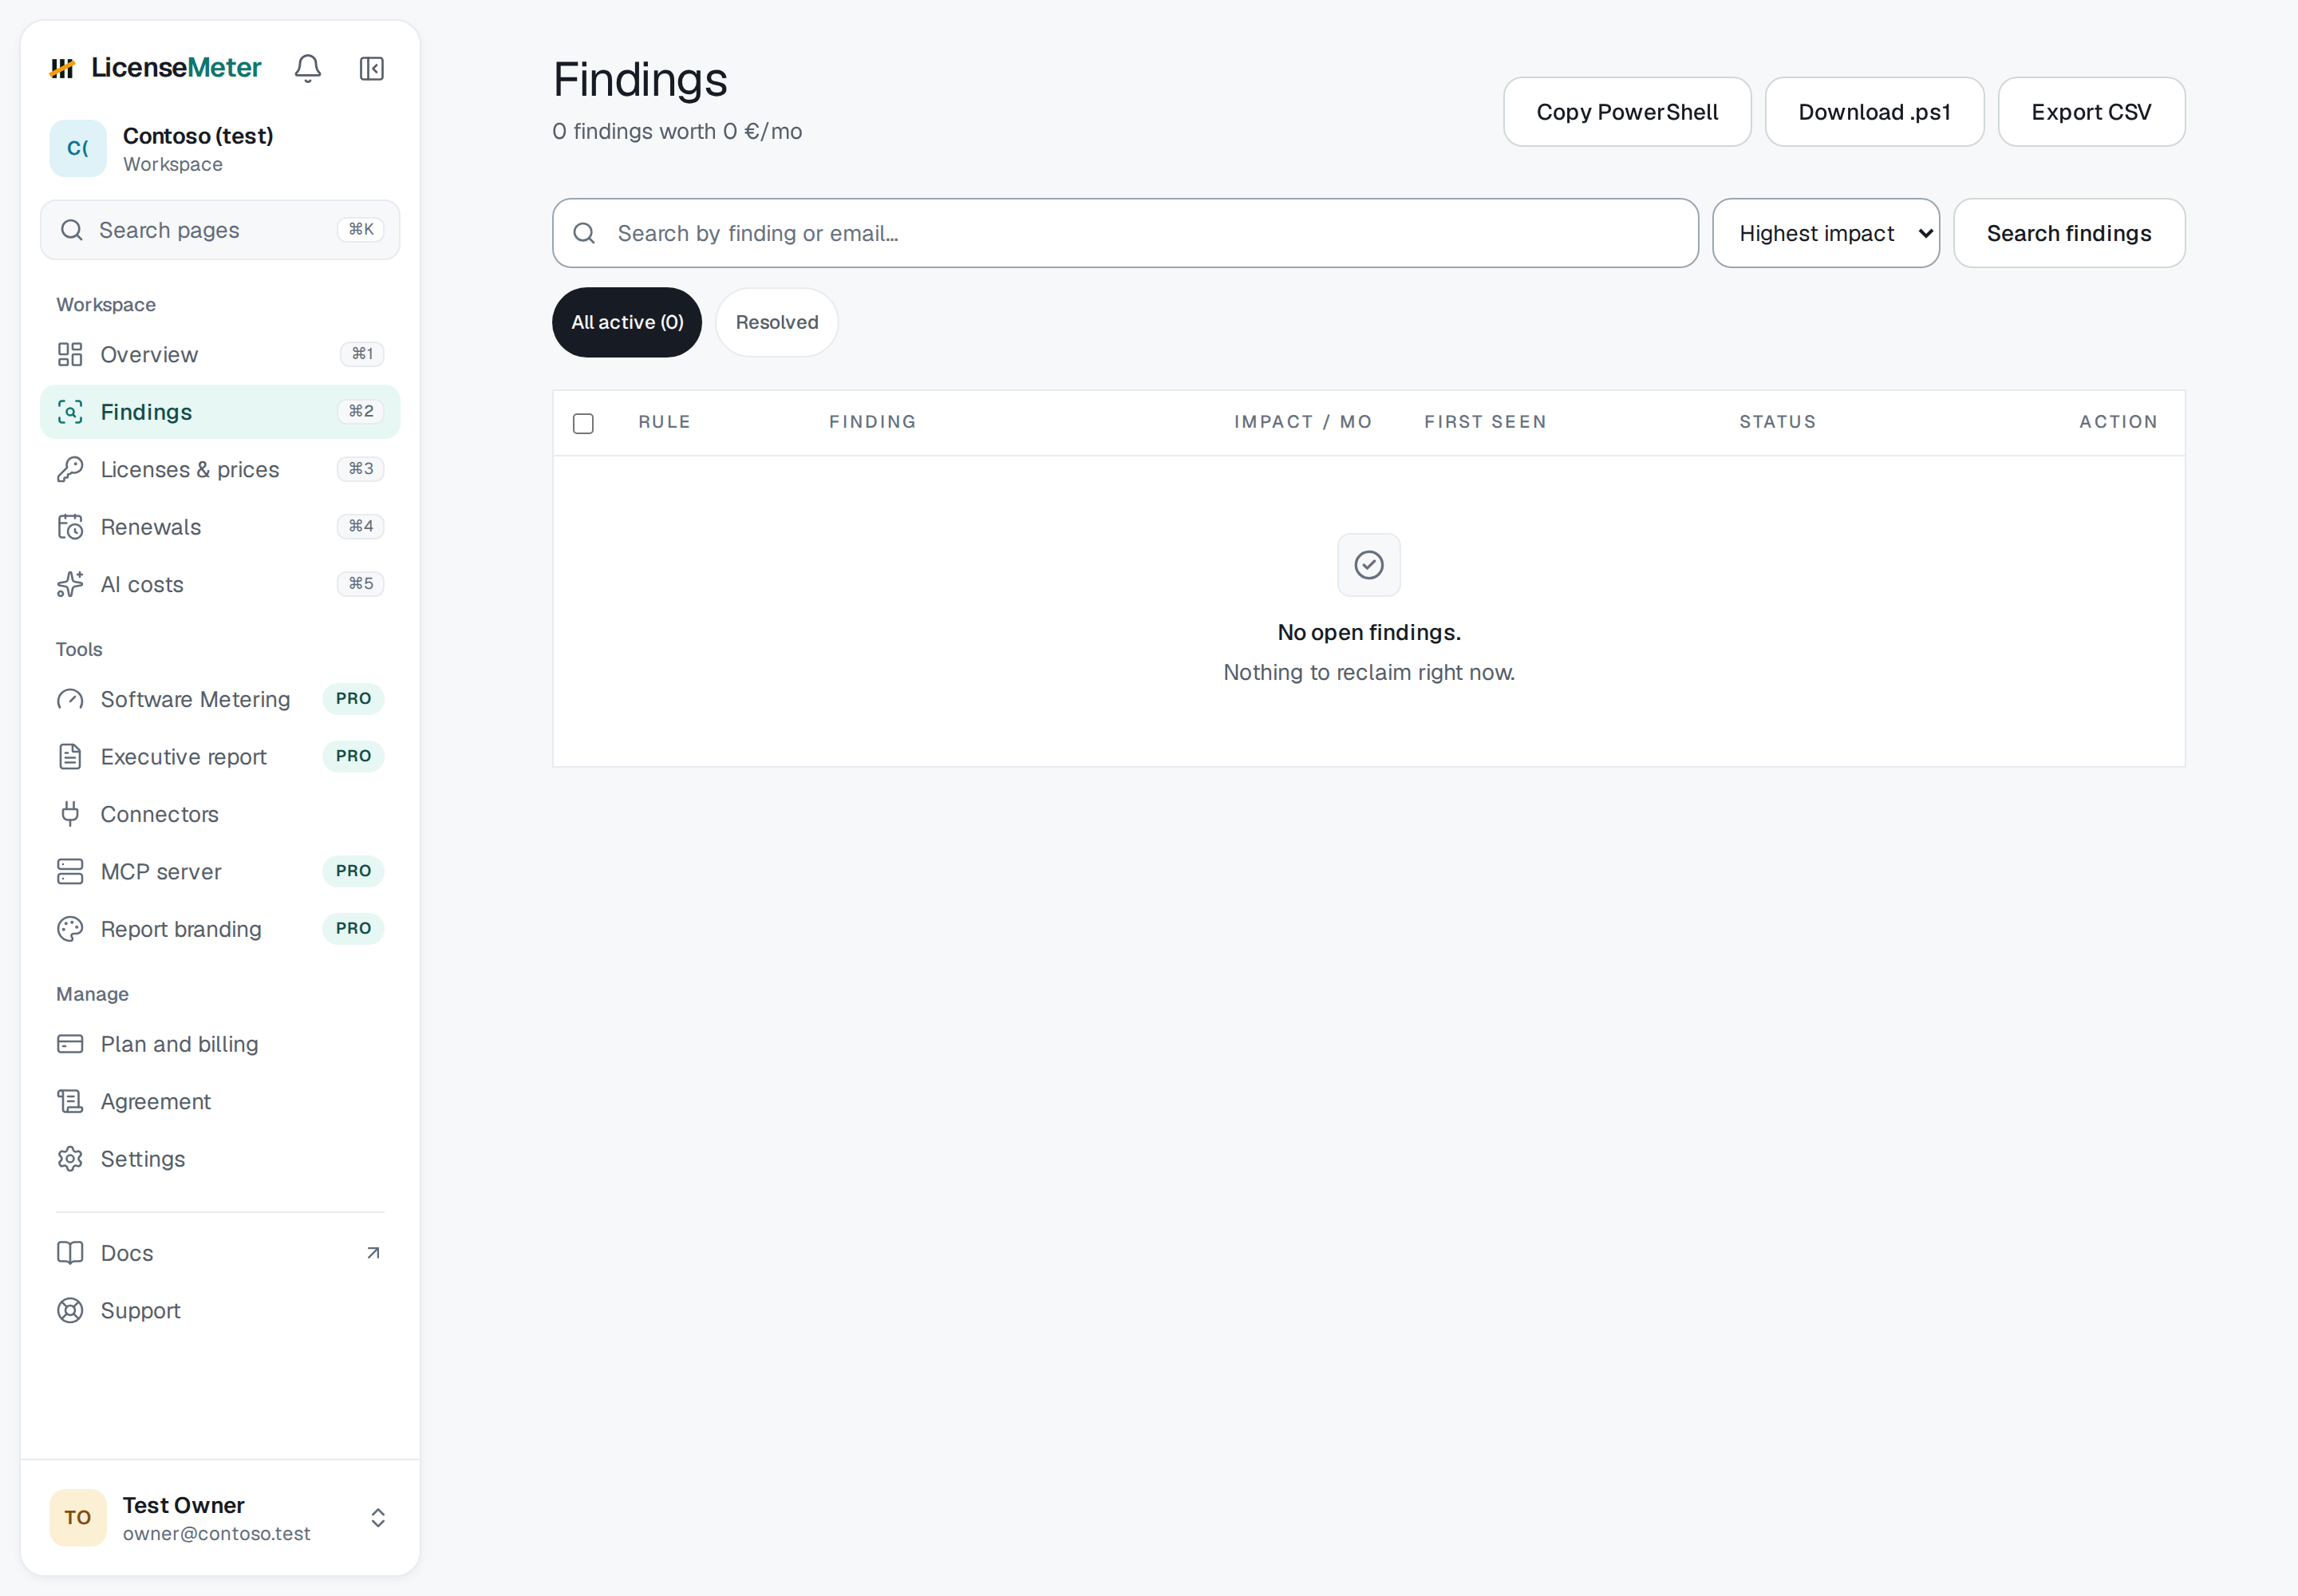 LicenseMeter
C(
Contoso (test)
Workspace
Search pages ⌘K
Workspace
Overview ⌘1
Findings ⌘2
Licenses & prices ⌘3
Renewals ⌘4
AI costs ⌘5
Tools
Software Metering PRO
Executive report PRO
Connectors
MCP server PRO
Report branding PRO
Manage
Plan and billing
Agreement
Settings
Docs
Support
TO
Test Owner
owner@contoso.test
Findings
0 findings worth 0 €/mo
Copy PowerShell Download .ps1 Export CSV
Search by finding or email... Highest impact Search findings
All active (0) Resolved
RULE FINDING IMPACT / MO FIRST SEEN STATUS ACTION
No open findings.
Nothing to reclaim right now.